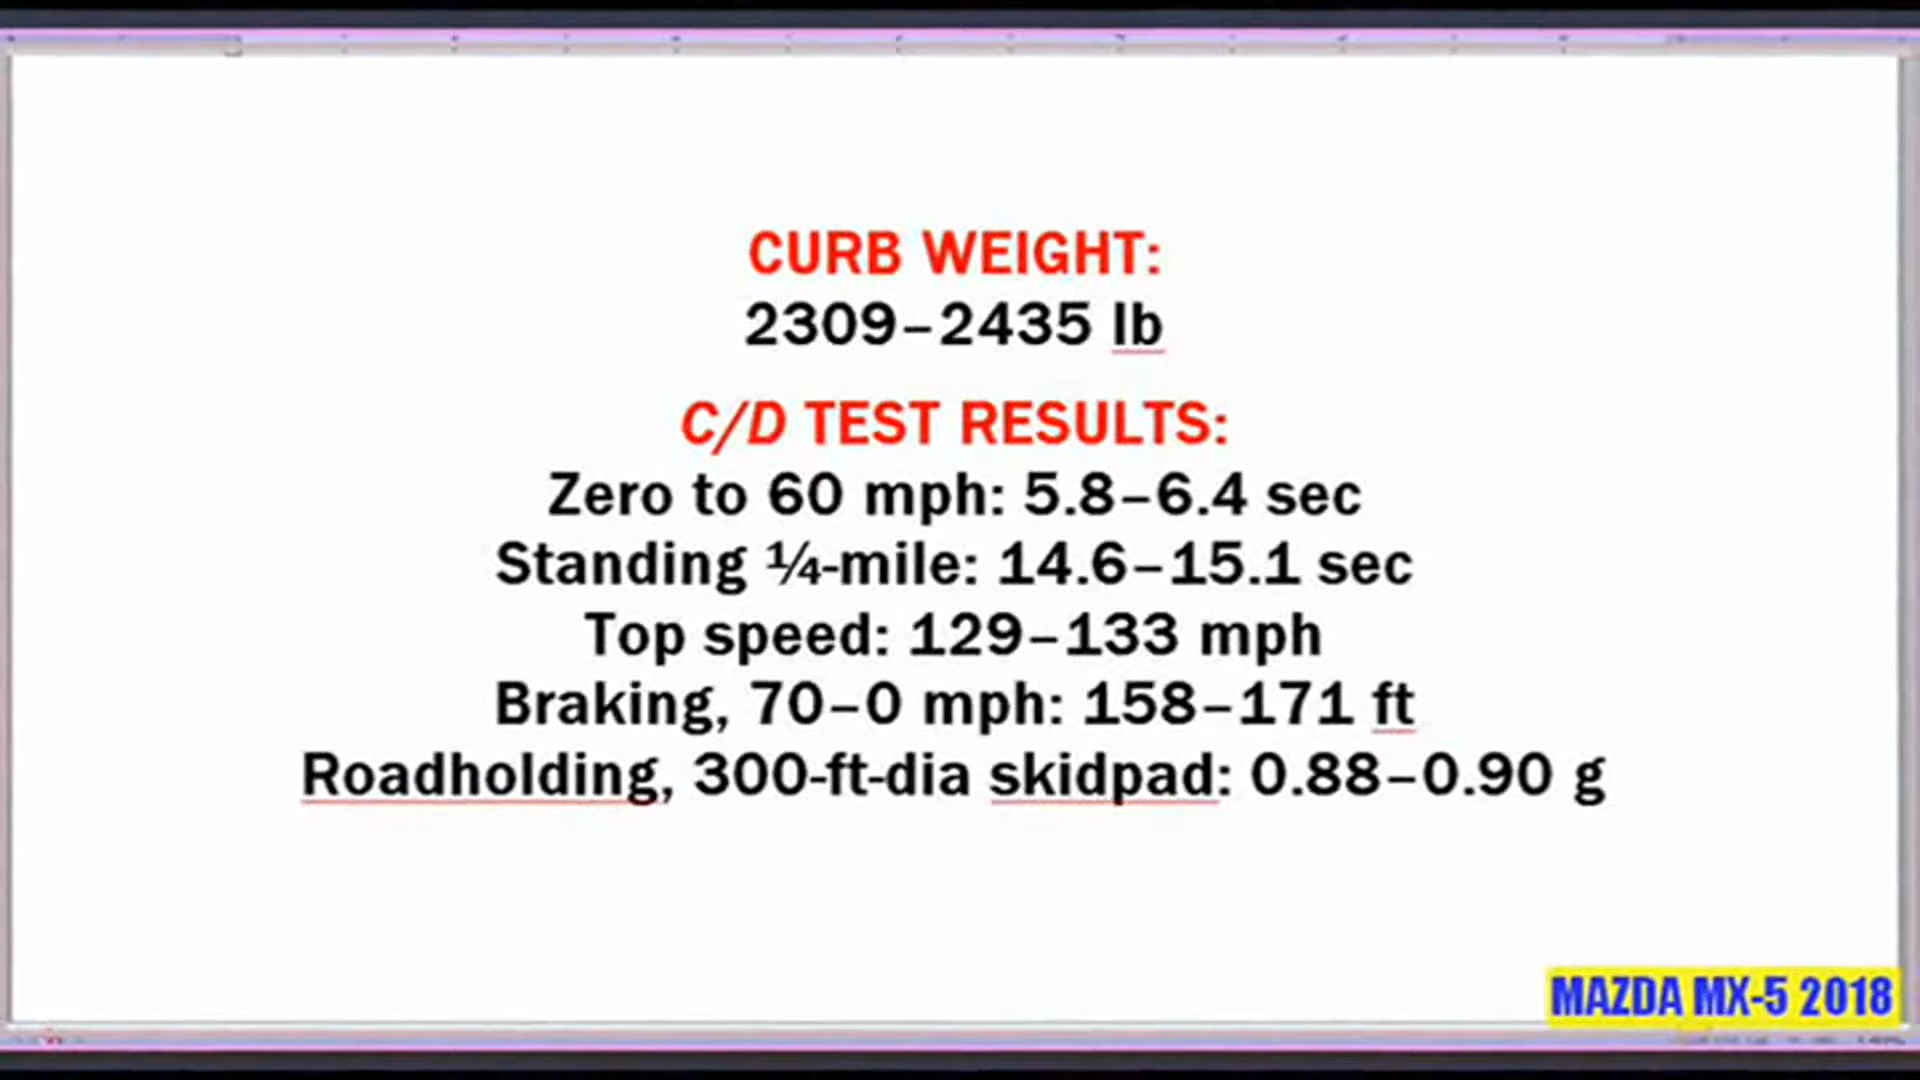 CURB WEIGHT:
2309–2435 lb
C/D TEST RESULTS:
Zero to 60 mph: 5.8–6.4 sec
Standing ¼-mile: 14.6–15.1 sec
Top speed: 129–133 mph
Braking, 70–0 mph: 158–171 ft
Roadholding, 300-ft-dia skidpad: 0.88–0.90 g
MAZDA MX-5 2018